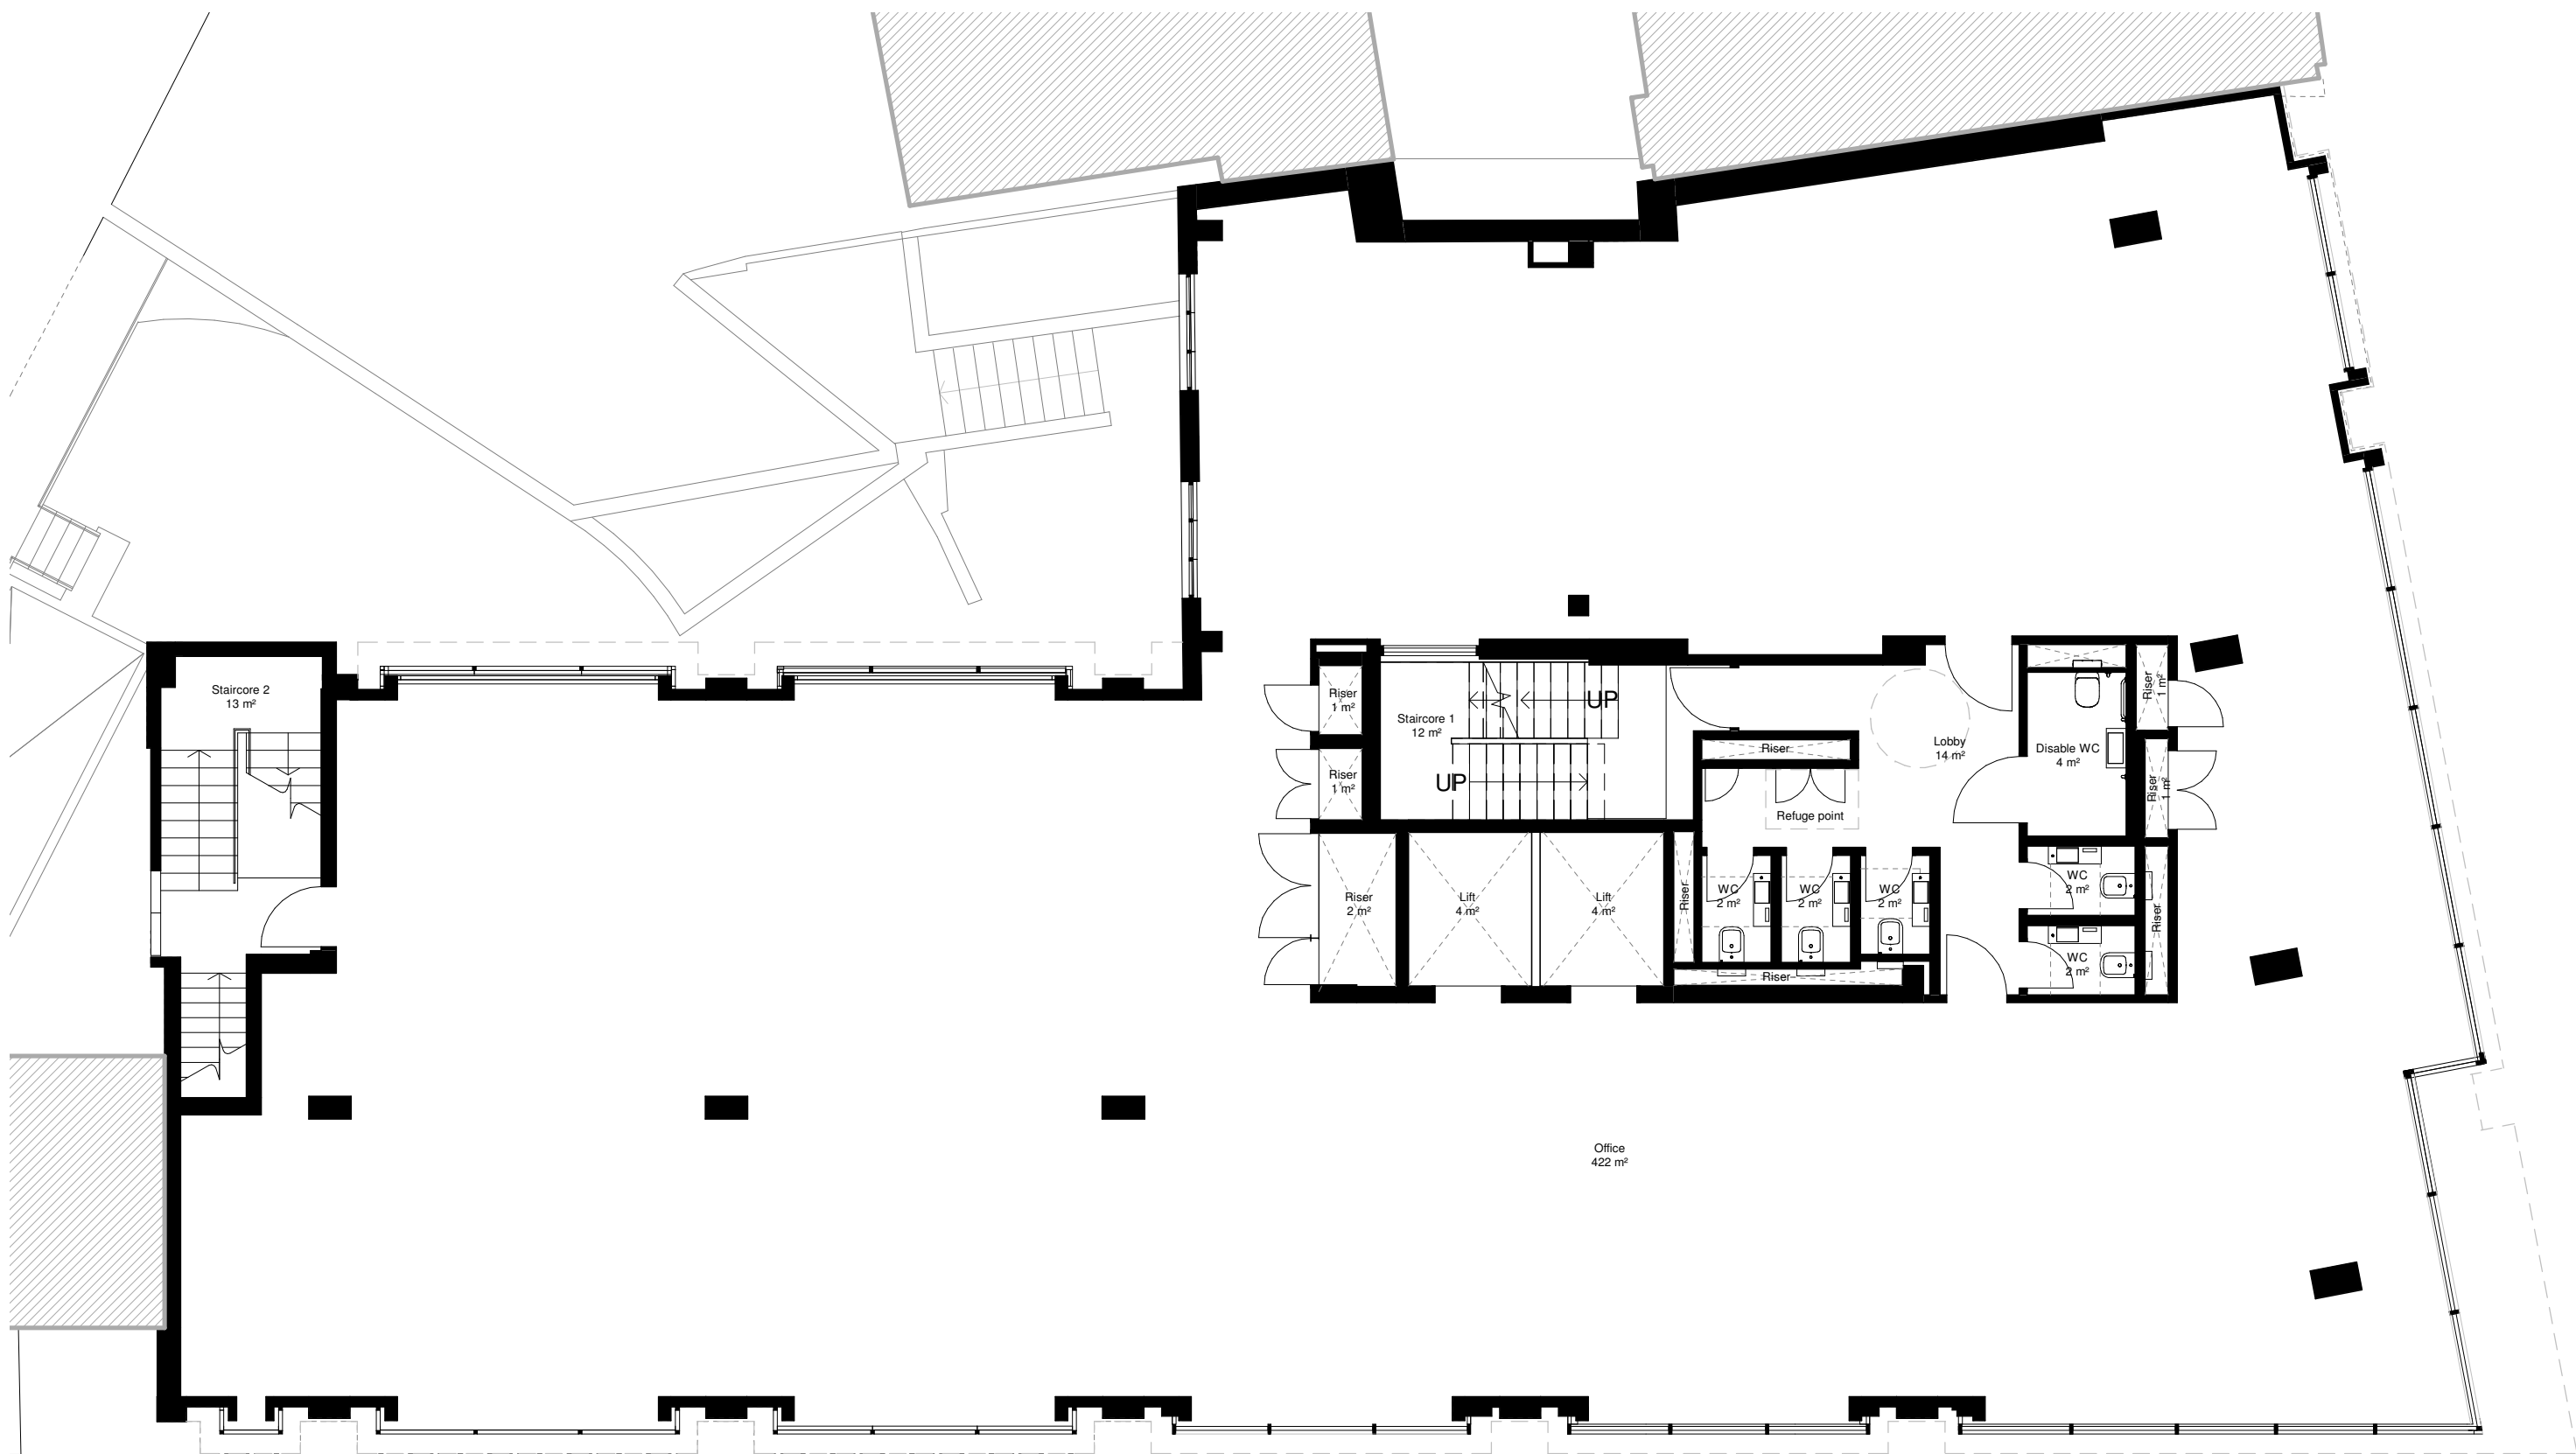 Staircore 2
13 m²
Riser
1 m²
Staircore 1
12 m²
UP
UP
Riser
1 m²
Riser
Refuge point
Lobby
14 m²
Disable WC
4 m²
Riser
1 m²
Riser
1 m²
Riser
2 m²
Lift
4 m²
Lift
4 m²
Riser
WC
2 m²
WC
2 m²
WC
2 m²
Riser
WC
2 m²
WC
2 m²
Riser
Office
422 m²